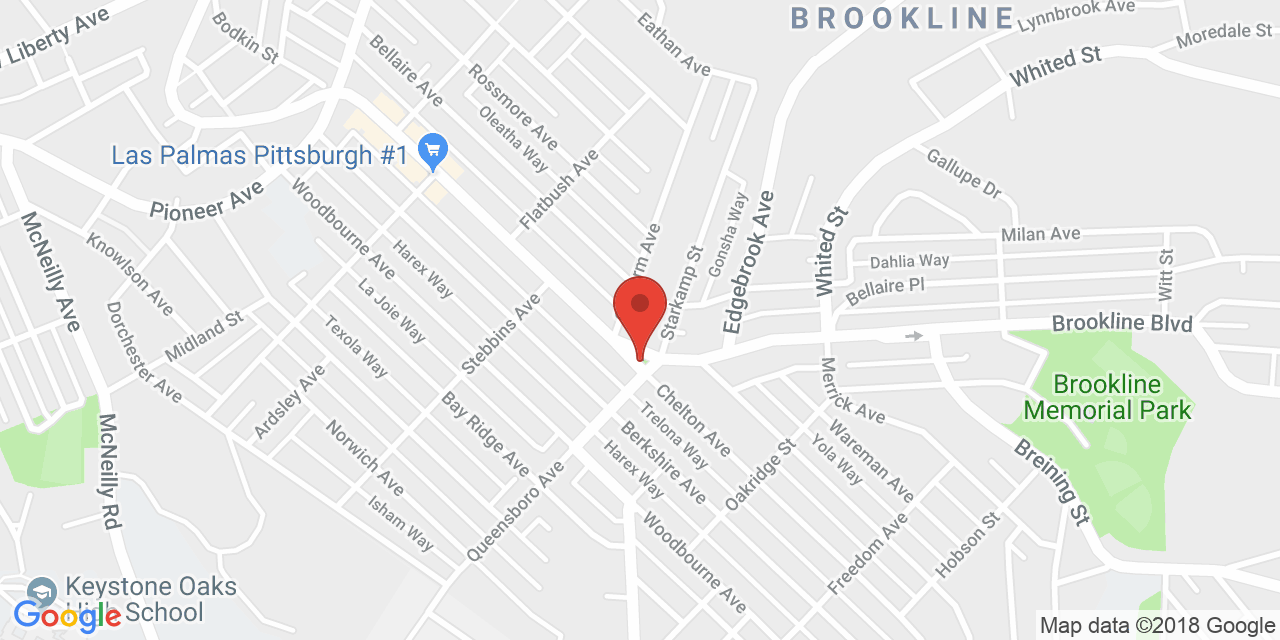 BROOKLINE
Lynnbrook Ave
Moredale St
Liberty Ave
Bodkin St
Bellaire Ave
Eathan Ave
Whited St
Rossmore Ave
Oleatha Way
Las Palmas Pittsburgh #1
Flatbush Ave
Gallupe Dr
Pioneer Ave
Woodbourne Ave
Gonsha Way
Edgebrook Ave
Whited St
Milan Ave
McNeilly Ave
Knowlson Ave
Harex Way
Ave
Starkamp St
Dahlia Way
Bellaire Pl
Witt St
La Joie Way
Dorchester Ave
Midland St
Texola Way
Stebbins Ave
Brookline Blvd
Ardsley Ave
Bay Ridge Ave
Chelton Ave
Merrick Ave
Brookline
Memorial Park
Trelona Way
Berkshire Ave
Harex Way
Wareman Ave
Yola Way
Oakridge St
McNeilly Rd
Norwich Ave
Isham Way
Queensboro Ave
Breining St
Woodbourne Ave
Freedom Ave
Hobson St
Keystone Oaks
High School
Google
Map data ©2018 Google